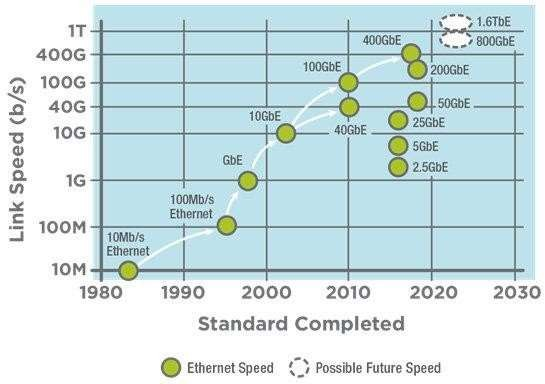 1T
400G
100G
40G
10G
1G
100M
10M
Link Speed (b/s)
1.6TbE
800GbE
400GbE
200GbE
100GbE
50GbE
40GbE
25GbE
10GbE
5GbE
2.5GbE
GbE
100Mb/s
Ethernet
10Mb/s
Ethernet
1980 1990 2000 2010 2020 2030
Standard Completed
Ethernet Speed Possible Future Speed